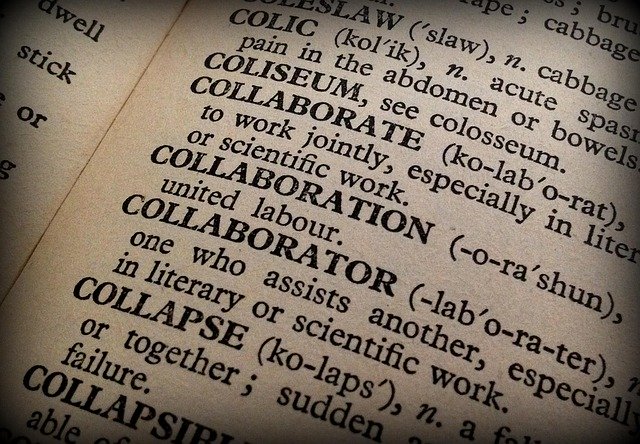 dwell
stick
or
COLESLAW (′slaw), n. cabbage
COLIC (kol′ik), n. acute spasm
pain in the abdomen or bowels.
COLISEUM, see colosseum.
COLLABORATE (ko-lab′o-rat),
to work jointly, especially in liter
or scientific work.
COLLABORATION (-o-ra′shun),
united labour.
COLLABORATOR (-lab′o-ra-ter),
one who assists another, especially
in literary or scientific work.
COLLAPSE (ko-laps′), n. a
or together; sudden
failure.
COLLAPSIBL
able of